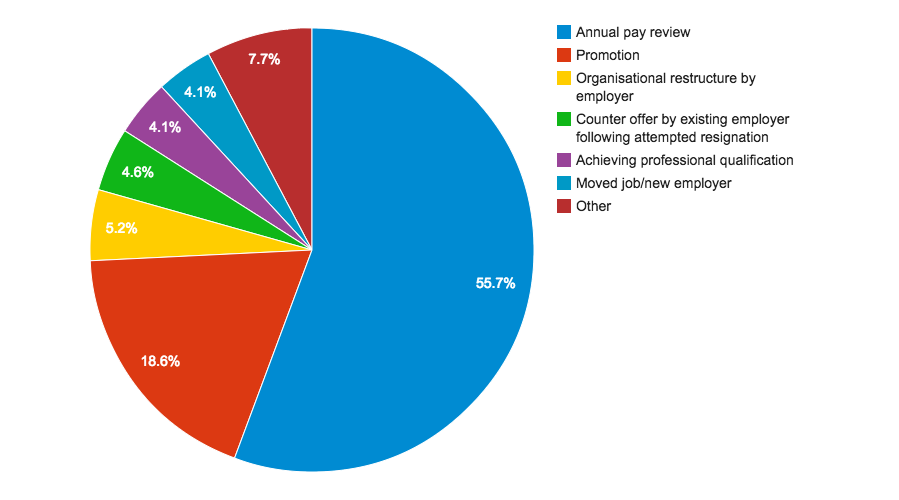 7.7%
4.1%
4.1%
4.6%
5.2%
18.6%
55.7%
Annual pay review
Promotion
Organisational restructure by
employer
Counter offer by existing employer
following attempted resignation
Achieving professional qualification
Moved job/new employer
Other